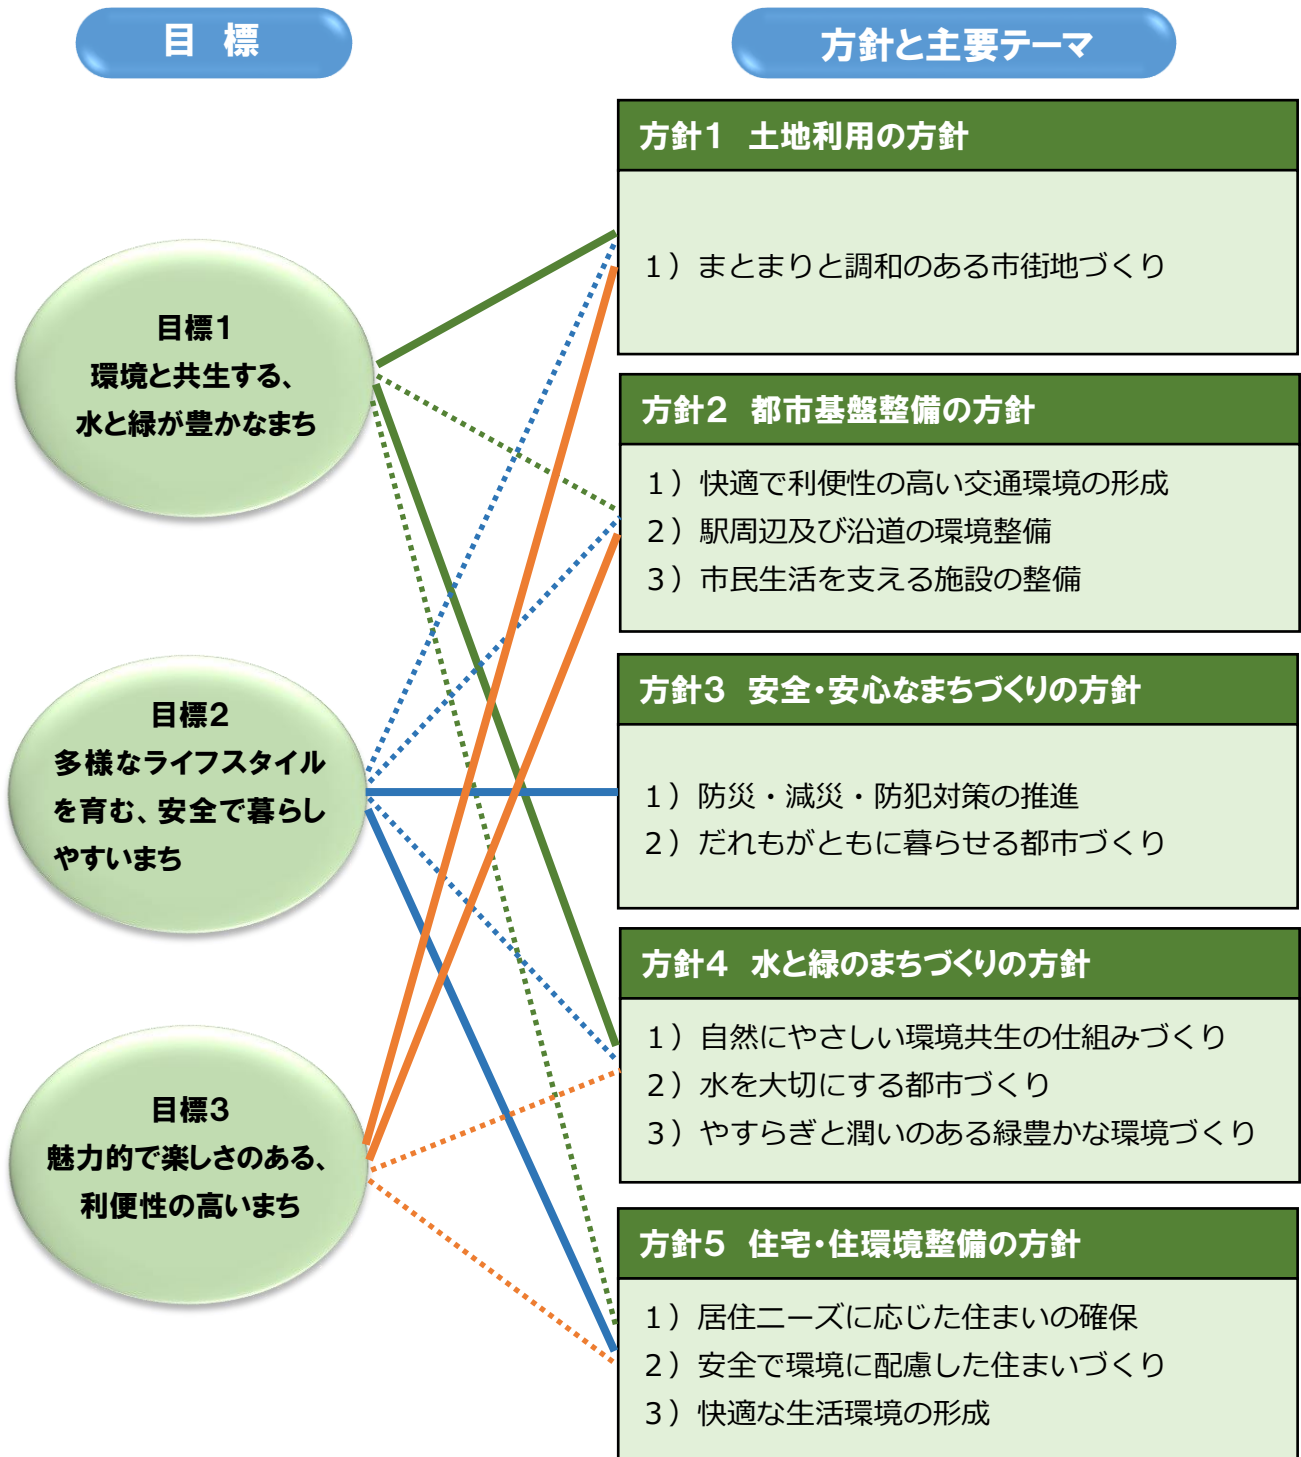 目 標
方針と主要テーマ
目標1
環境と共生する、
水と緑が豊かなまち
目標2
多様なライフスタイル
を育む、安全で暮らし
やすいまち
目標3
魅力的で楽しさのある、
利便性の高いまち
方針1 土地利用の方針
1）まとまりと調和のある市街地づくり
方針2 都市基盤整備の方針
1）快適で利便性の高い交通環境の形成
2）駅周辺及び沿道の環境整備
3）市民生活を支える施設の整備
方針3 安全・安心なまちづくりの方針
1）防災・減災・防犯対策の推進
2）だれもがともに暮らせる都市づくり
方針4 水と緑のまちづくりの方針
1）自然にやさしい環境共生の仕組みづくり
2）水を大切にする都市づくり
3）やすらぎと潤いのある緑豊かな環境づくり
方針5 住宅・住環境整備の方針
1）居住ニーズに応じた住まいの確保
2）安全で環境に配慮した住まいづくり
3）快適な生活環境の形成